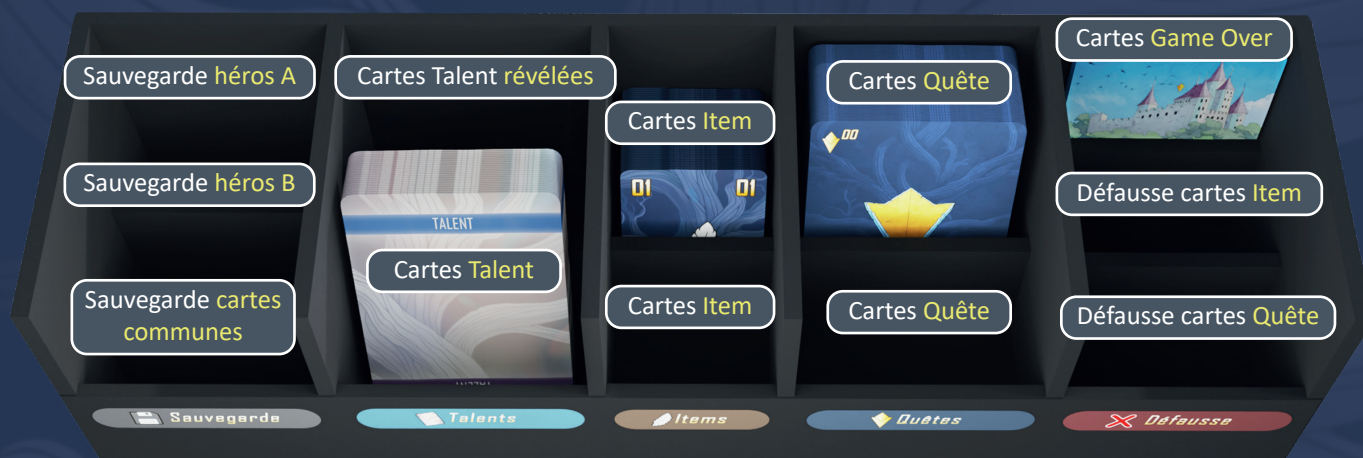 Sauvegarde héros A
Sauvegarde héros B
Sauvegarde cartes
communes
Cartes Talent révélées
TALENT
Cartes Talent
Cartes Item
01 01
Cartes Item
Cartes Quête
00
Cartes Quête
Cartes Game Over
Défausse cartes Item
Défausse cartes Quête
Sauvegarde
Talents
Items
Quêtes
Défausse